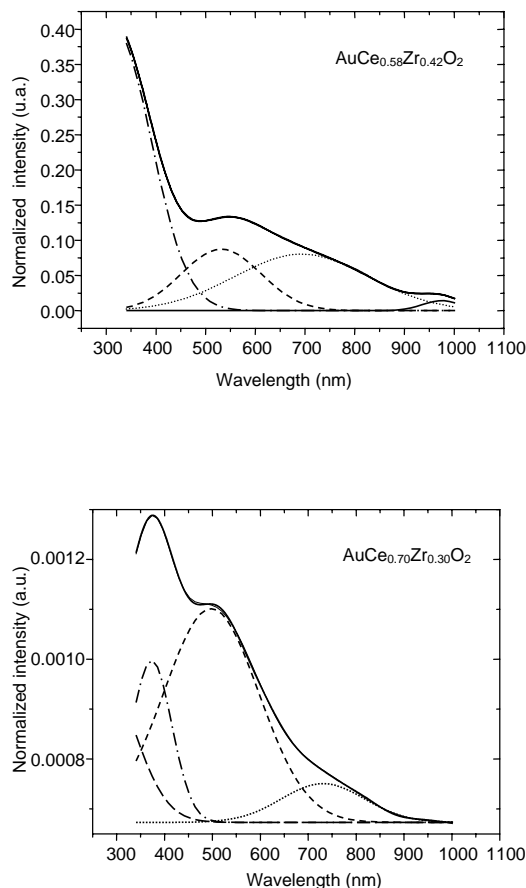 AuCe₀.₅₈Zr₀.₄₂O₂
Normalized intensity (u.a.)
0.40
0.35
0.30
0.25
0.20
0.15
0.10
0.05
0.00
300 400 500 600 700 800 900 1000 1100
Wavelength (nm)
AuCe₀.₇₀Zr₀.₃₀O₂
Normalized intensity (a.u.)
0.0012
0.0010
0.0008
300 400 500 600 700 800 900 1000 1100
Wavelength (nm)